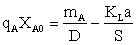 q_A X_A0 = m_A/D − K_L a/S